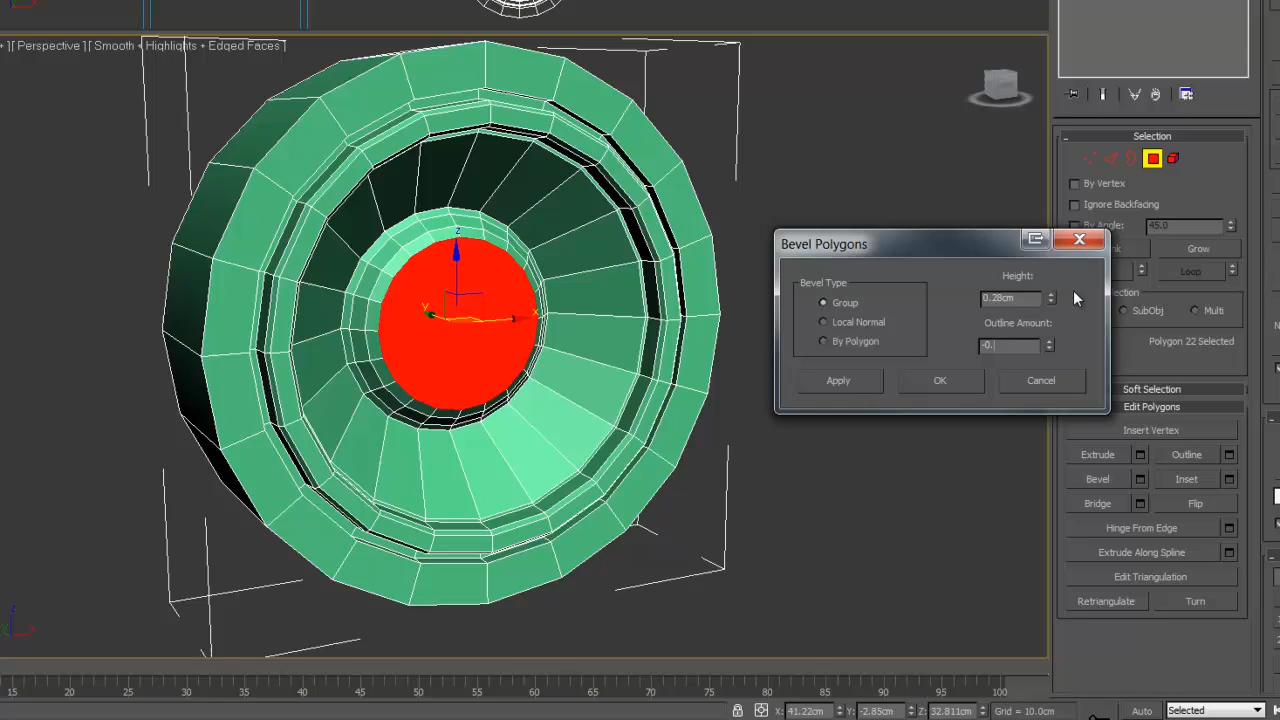 + ][ Perspective ][ Smooth + Highlights + Edged Faces ]
Selection
By Vertex
Ignore Backfacing
By Angle: 45.0
Grow
Loop
SubObj
Multi
Polygon 22 Selected
Soft Selection
Edit Polygons
Insert Vertex
Extrude
Outline
Bevel
Inset
Bridge
Flip
Hinge From Edge
Extrude Along Spline
Edit Triangulation
Retriangulate
Turn
Bevel Polygons
Bevel Type
Group
Local Normal
By Polygon
Height:
0.28cm
Outline Amount:
-0.
Apply
OK
Cancel
z
y
x
z
x
15 20 25 30 35 40 45 50 55 60 65 70 75 80 85 90 95 100
X: 41.22cm Y: -2.85cm Z: 32.811cm Grid = 10.0cm Auto Selected